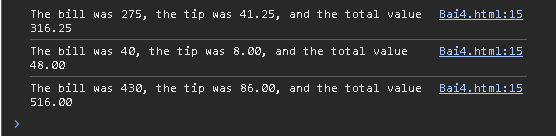 The bill was 275, the tip was 41.25, and the total value Bai4.html:15
316.25
The bill was 40, the tip was 8.00, and the total value Bai4.html:15
48.00
The bill was 430, the tip was 86.00, and the total value Bai4.html:15
516.00
>